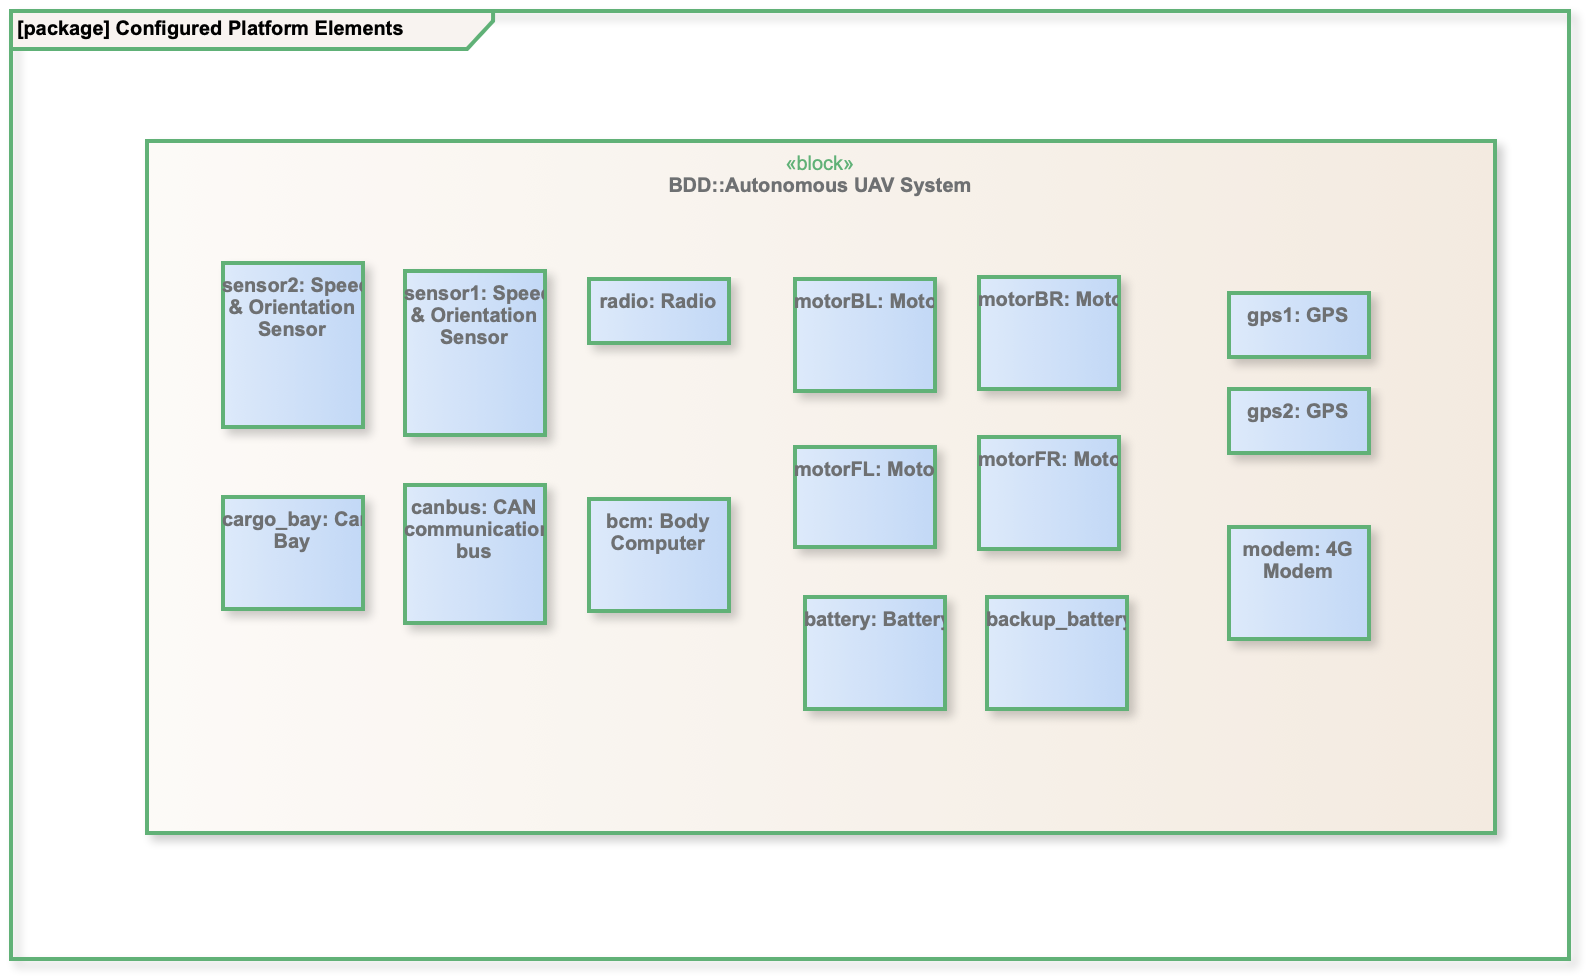 [package] Configured Platform Elements
«block»
BDD::Autonomous UAV System
sensor2: Speed
& Orientation
Sensor
sensor1: Speed
& Orientation
Sensor
radio: Radio
motorBL: Moto
motorBR: Moto
gps1: GPS
gps2: GPS
motorFL: Moto
motorFR: Moto
cargo_bay: Car
Bay
canbus: CAN
communication
bus
bcm: Body
Computer
modem: 4G
Modem
battery: Battery
backup_battery